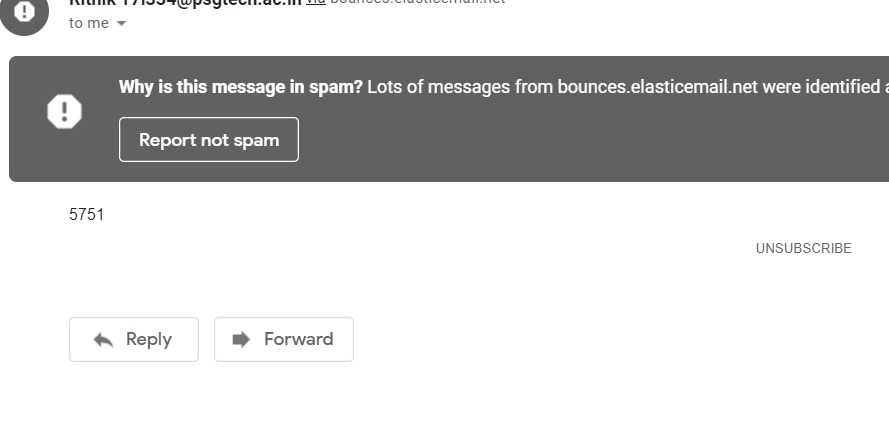 Rithik 17i334@psgtech.ac.in via bounces.elasticemail.net
to me
Why is this message in spam? Lots of messages from bounces.elasticemail.net were identified
Report not spam
5751
UNSUBSCRIBE
Reply
Forward